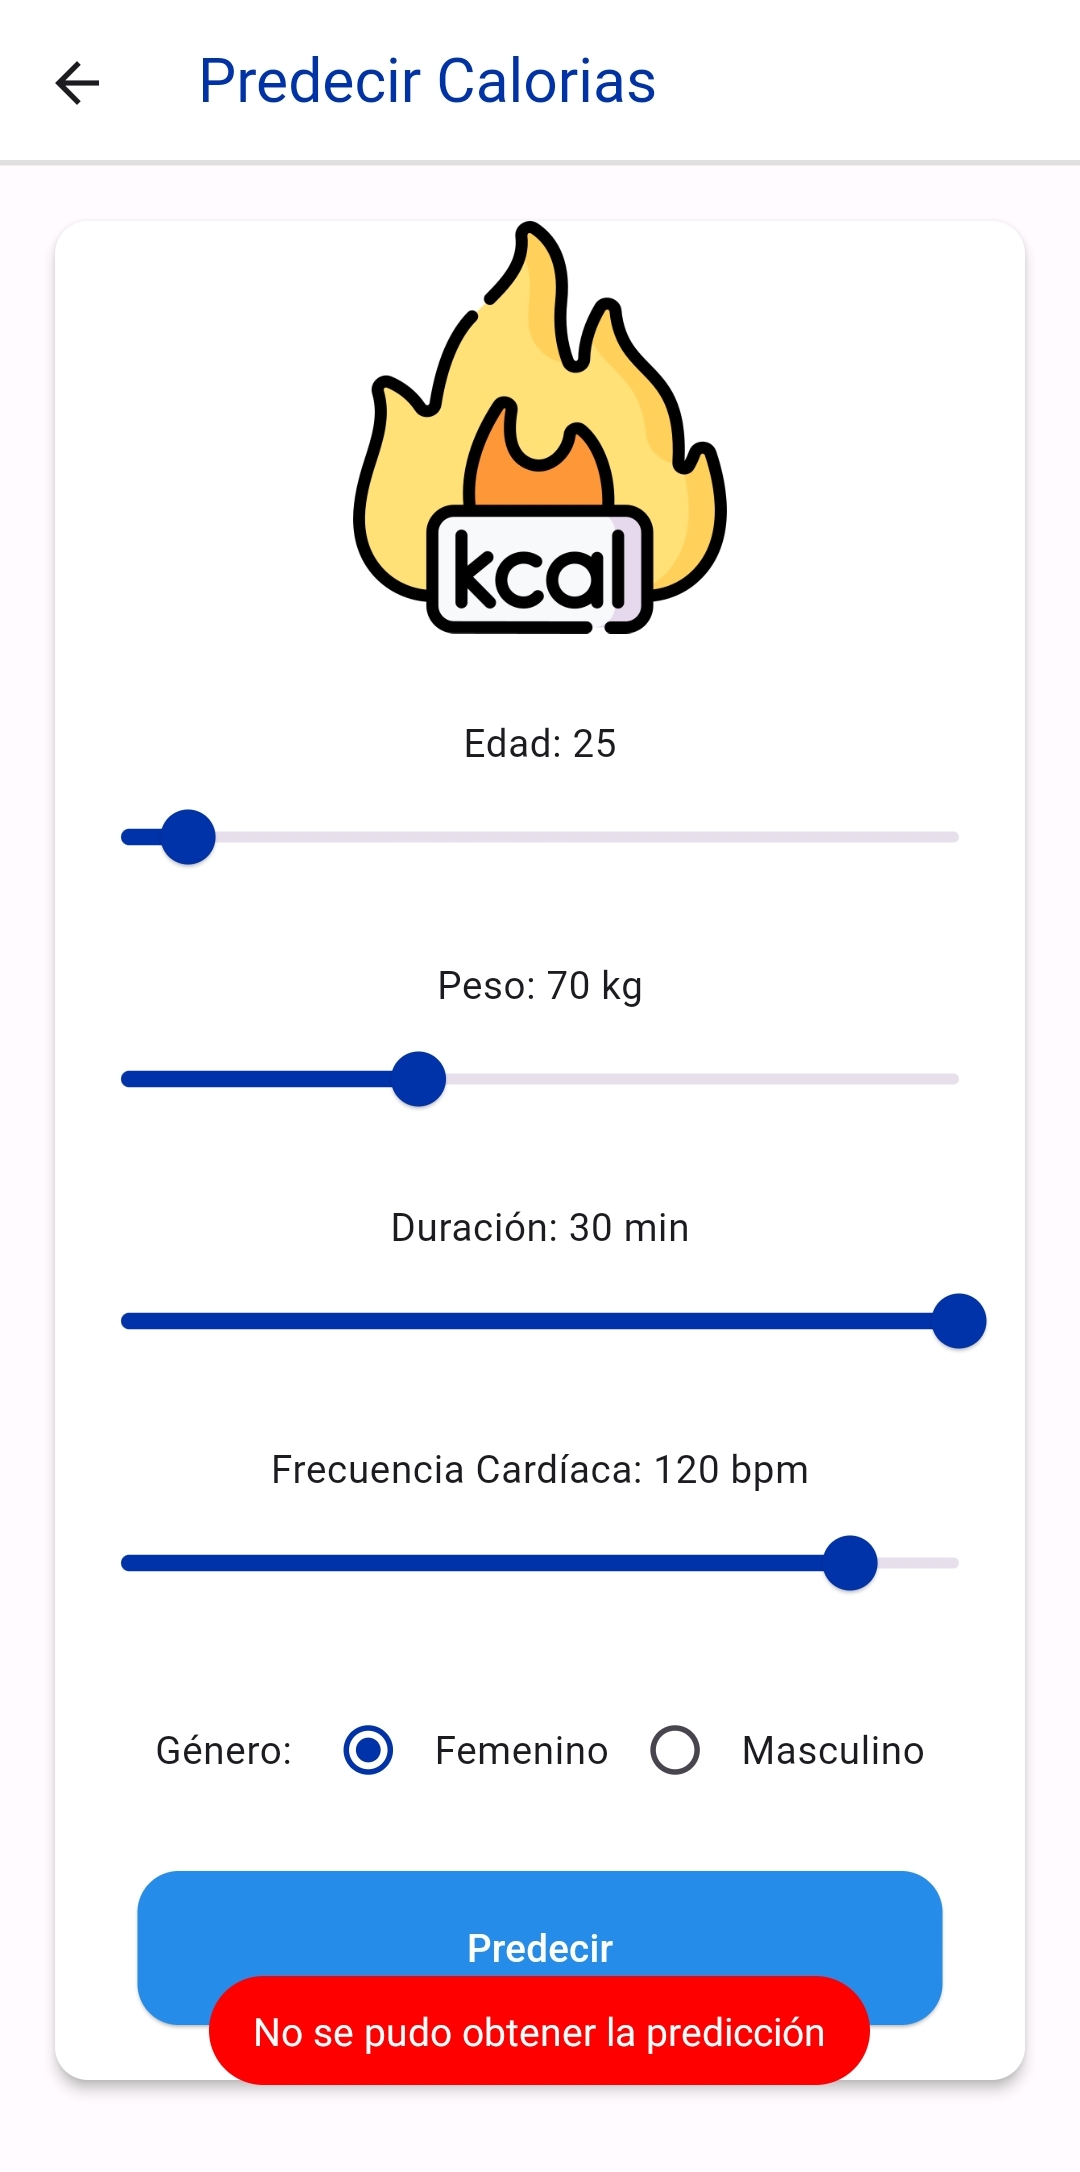 Predecir Calorias
kcal
Edad: 25
Peso: 70 kg
Duración: 30 min
Frecuencia Cardíaca: 120 bpm
Género: Femenino Masculino
Predecir
No se pudo obtener la predicción